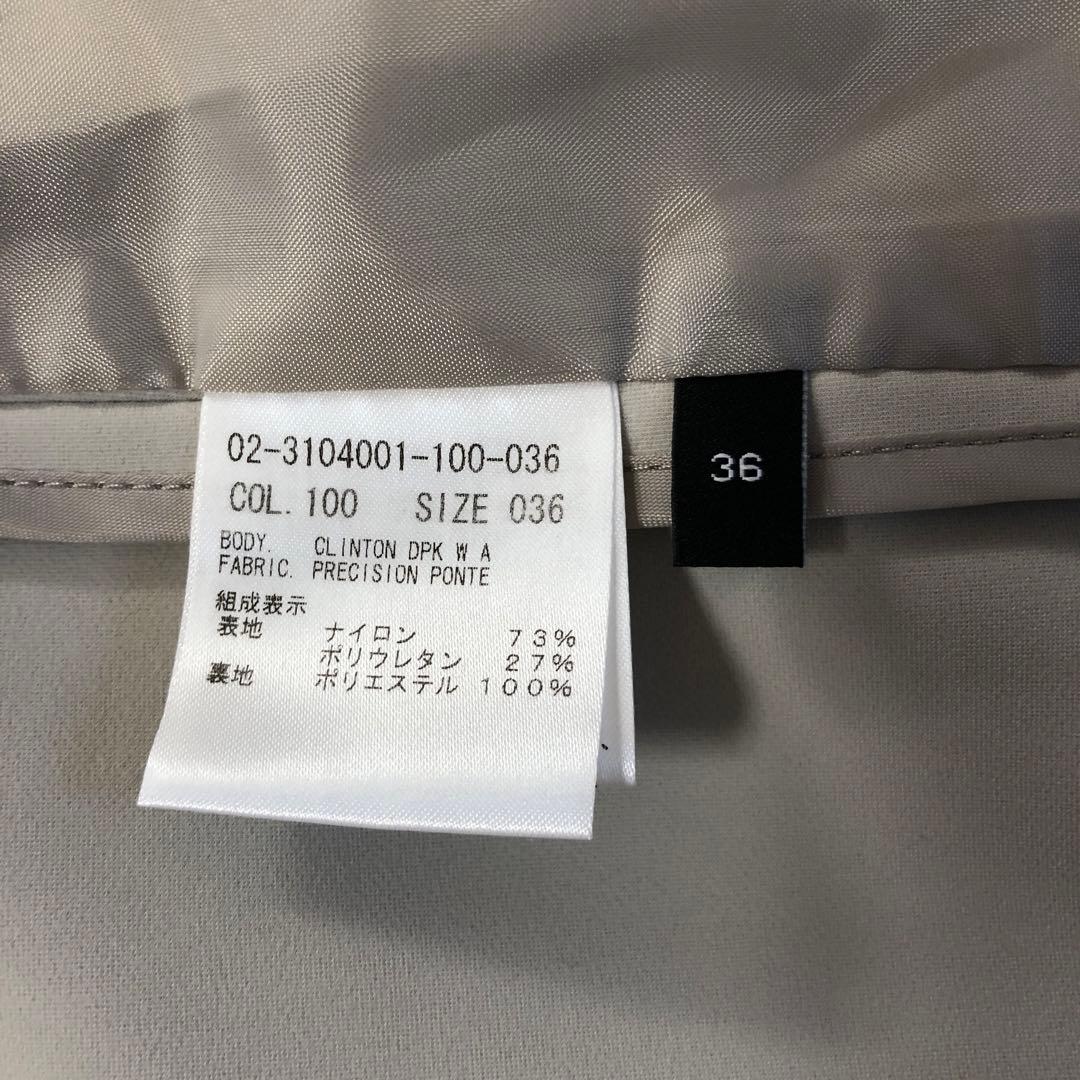 02-3104001-100-036
COL. 100 SIZE 036
BODY. CLINTON DPK W A
FABRIC. PRECISION PONTE
組成表示
表地 ナイロン 73%
ポリウレタン 27%
裏地 ポリエステル 100%
36